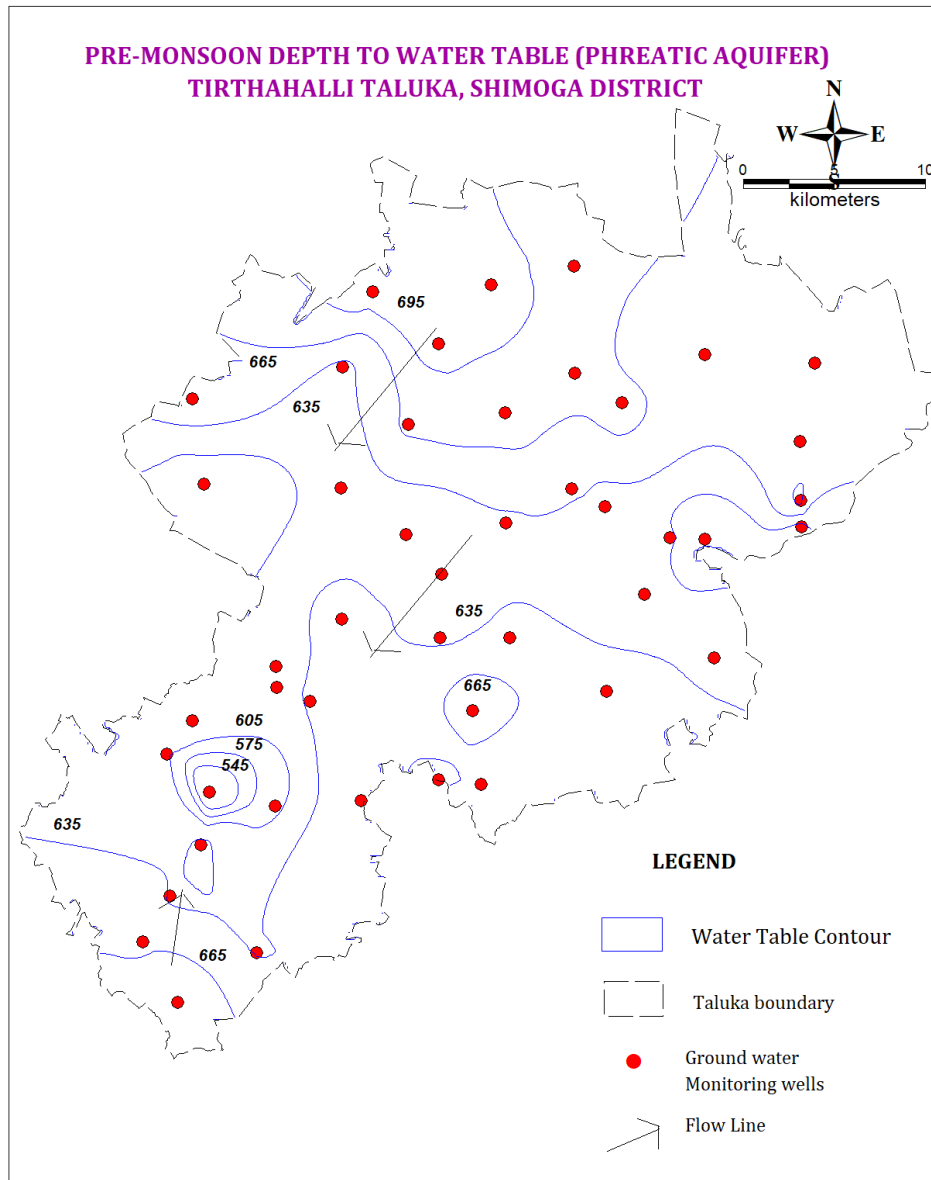 PRE-MONSOON DEPTH TO WATER TABLE (PHREATIC AQUIFER)
TIRTHAHALLI TALUKA, SHIMOGA DISTRICT
N
W E
S
0 5 10
kilometers
695
665
635
635
665
605
575
545
635
665
LEGEND
Water Table Contour
Taluka boundary
Ground water
Monitoring wells
Flow Line